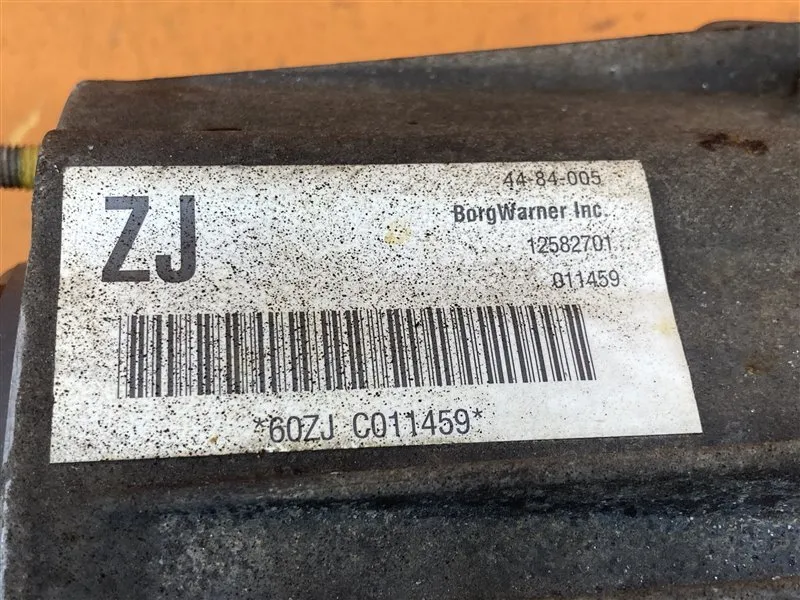 ZJ
44-84-005
BorgWarner Inc.
12582701
011459
*60ZJ C011459*